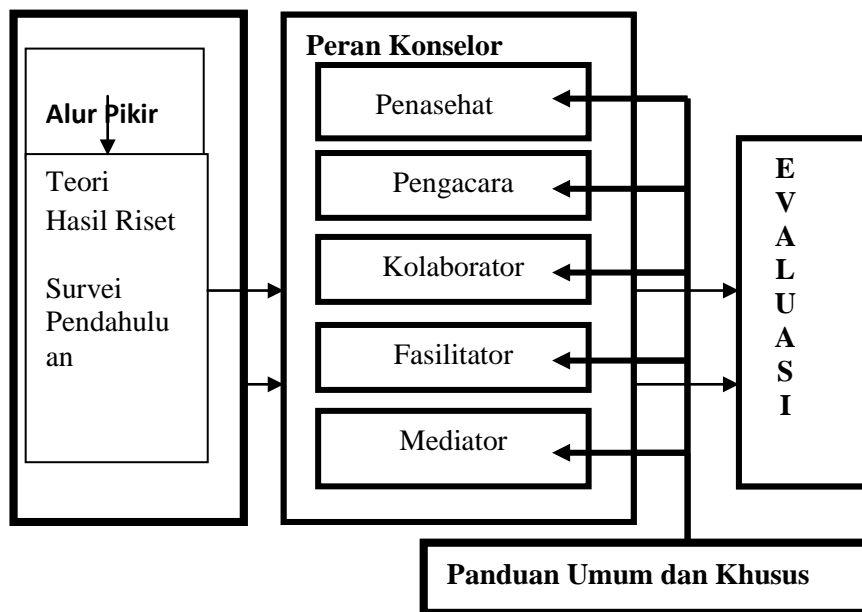 Alur Pikir
Teori
Hasil Riset
Survei
Pendahulu
an
Peran Konselor
Penasehat
Pengacara
Kolaborator
Fasilitator
Mediator
E
V
A
L
U
A
S
I
Panduan Umum dan Khusus